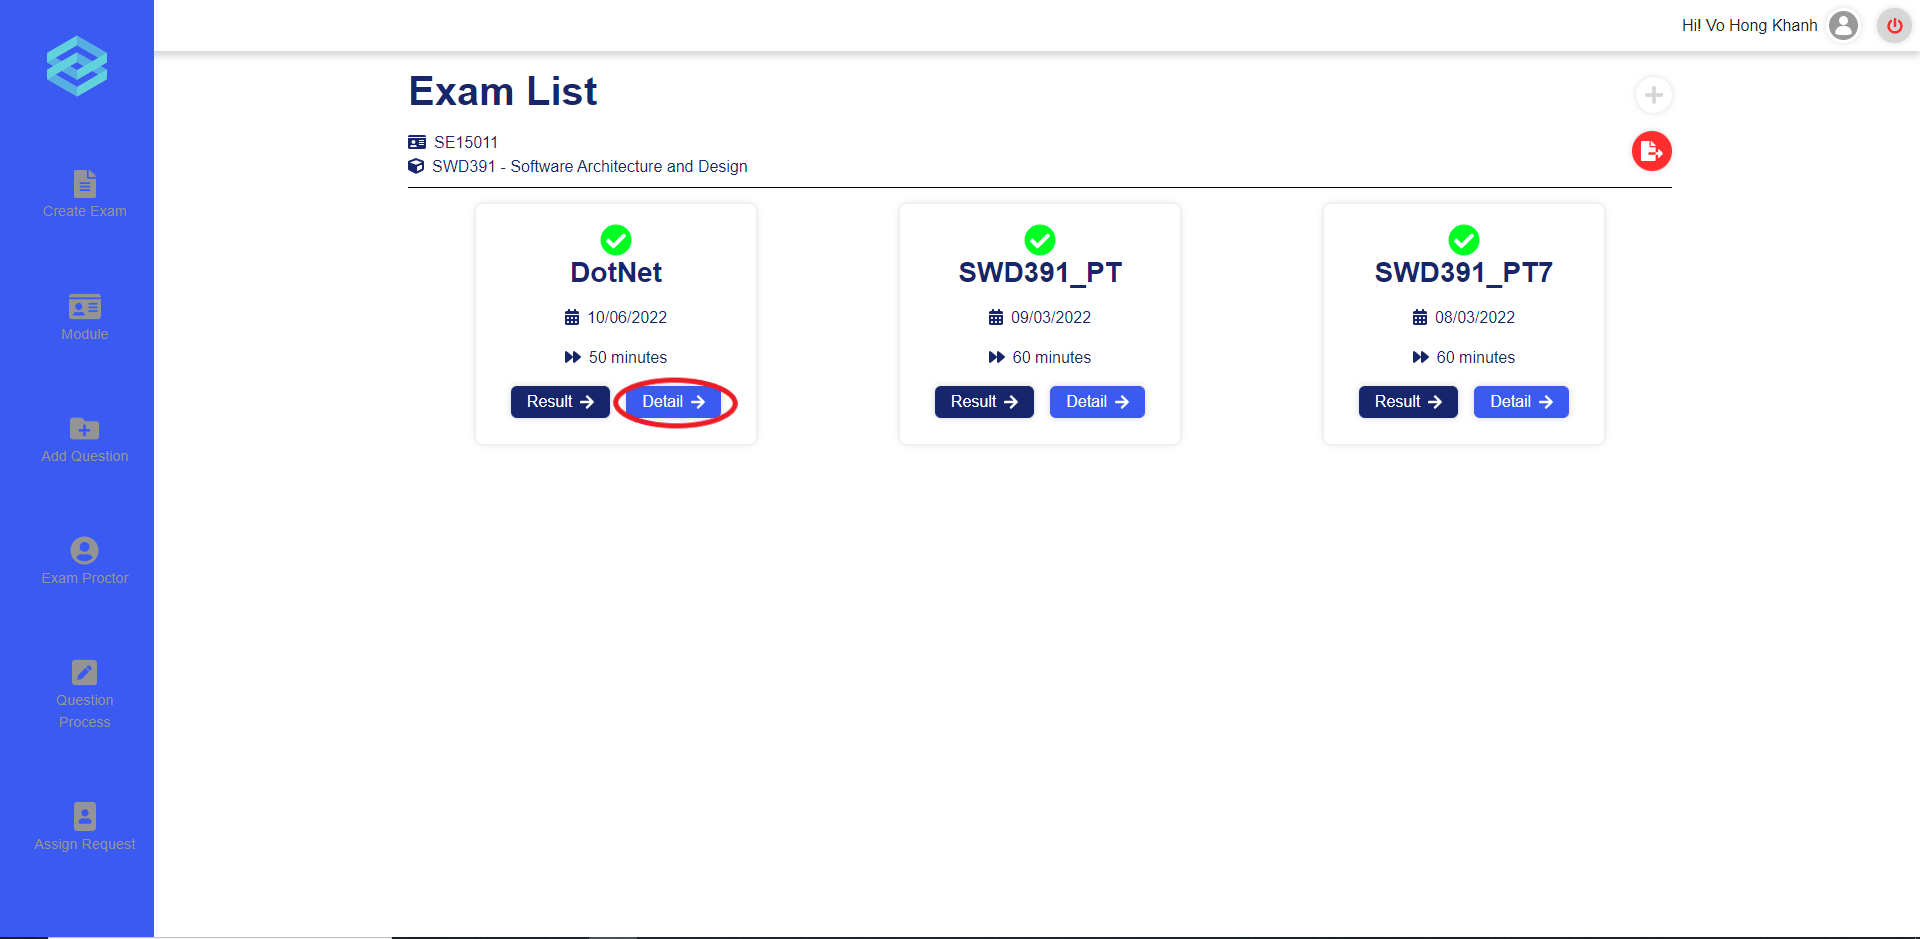 Hi! Vo Hong Khanh
Create Exam
Module
Add Question
Exam Proctor
Question
Process
Assign Request
Exam List
SE15011
SWD391 - Software Architecture and Design
DotNet
10/06/2022
50 minutes
Result
Detail
SWD391_PT
09/03/2022
60 minutes
Result
Detail
SWD391_PT7
08/03/2022
60 minutes
Result
Detail